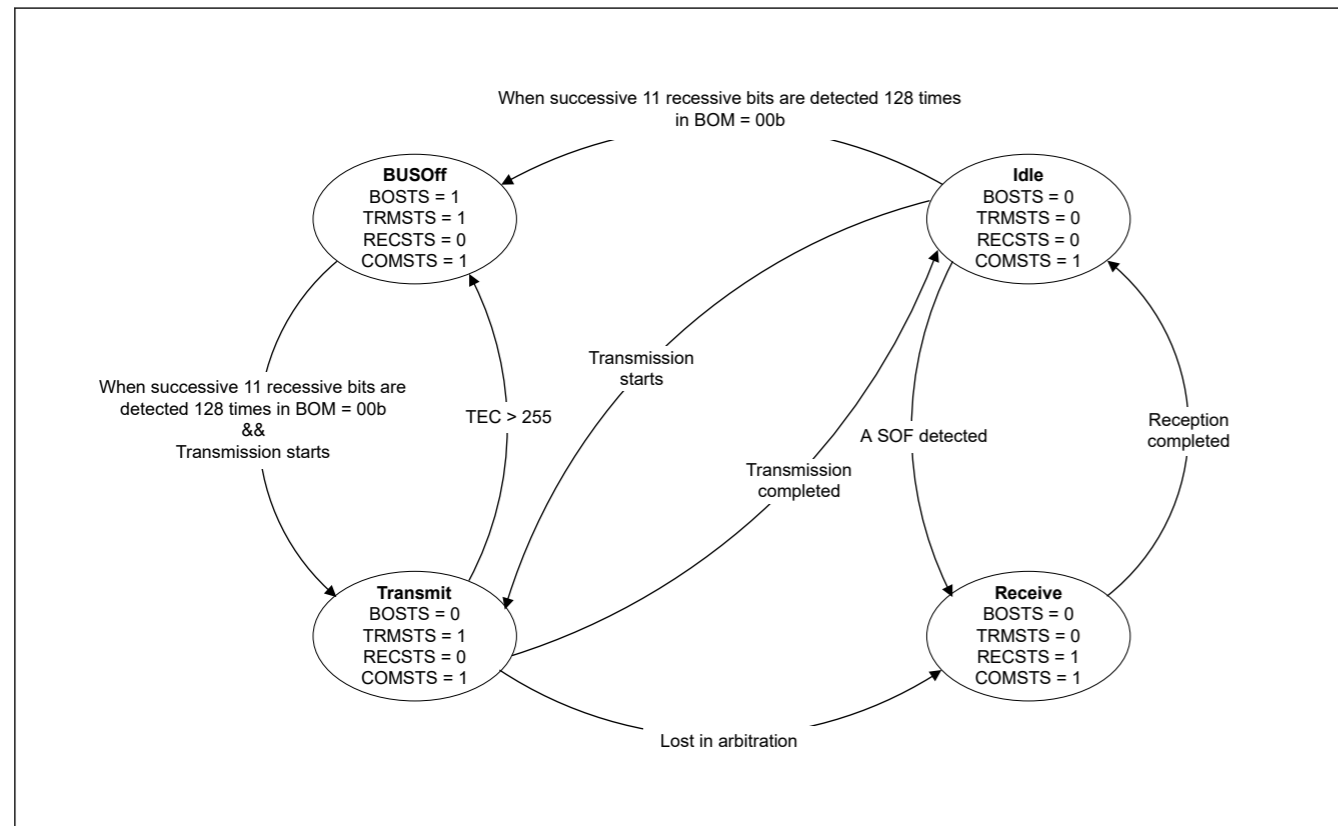 When successive 11 recessive bits are detected 128 times
in BOM = 00b
BUSOff
BOSTS = 1
TRMSTS = 1
RECSTS = 0
COMSTS = 1
Idle
BOSTS = 0
TRMSTS = 0
RECSTS = 0
COMSTS = 1
Transmission
starts
When successive 11 recessive bits are
detected 128 times in BOM = 00b
&&
Transmission starts
TEC > 255
A SOF detected
Reception
completed
Transmission
completed
Transmit
BOSTS = 0
TRMSTS = 1
RECSTS = 0
COMSTS = 1
Receive
BOSTS = 0
TRMSTS = 0
RECSTS = 1
COMSTS = 1
Lost in arbitration